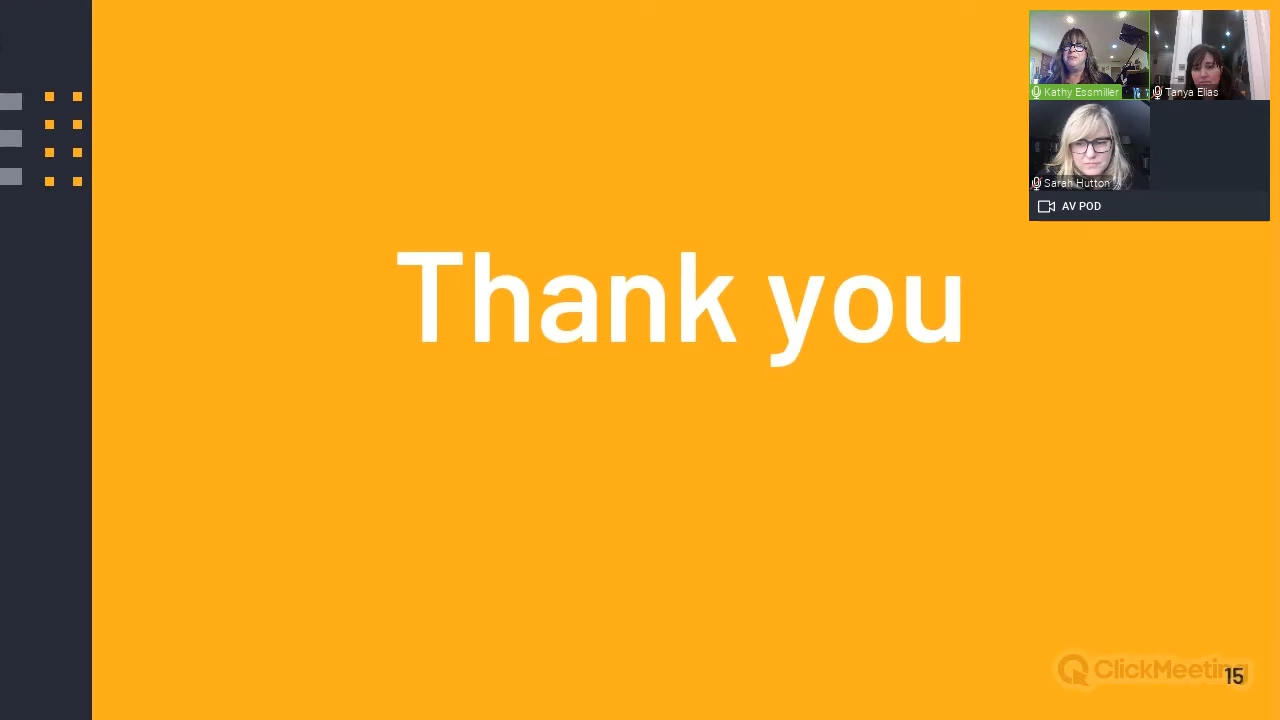 Kathy Essmiller
Tanya Elias
Sarah Hutton
AV POD
Thank you
ClickMeeting
15